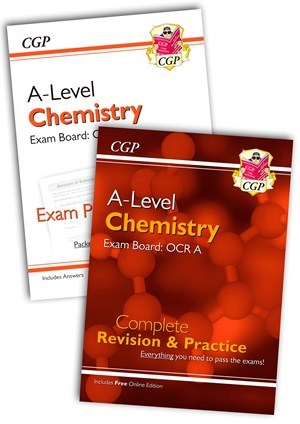 CGP
CGP
A-Level
Chemistry
Exam Board:
Exam
Includes Answers
CGP
CGP
A-Level
Chemistry
Exam Board: OCR A
Complete
Revision & Practice
Everything you need to pass the exams!
Includes Free Online Edition